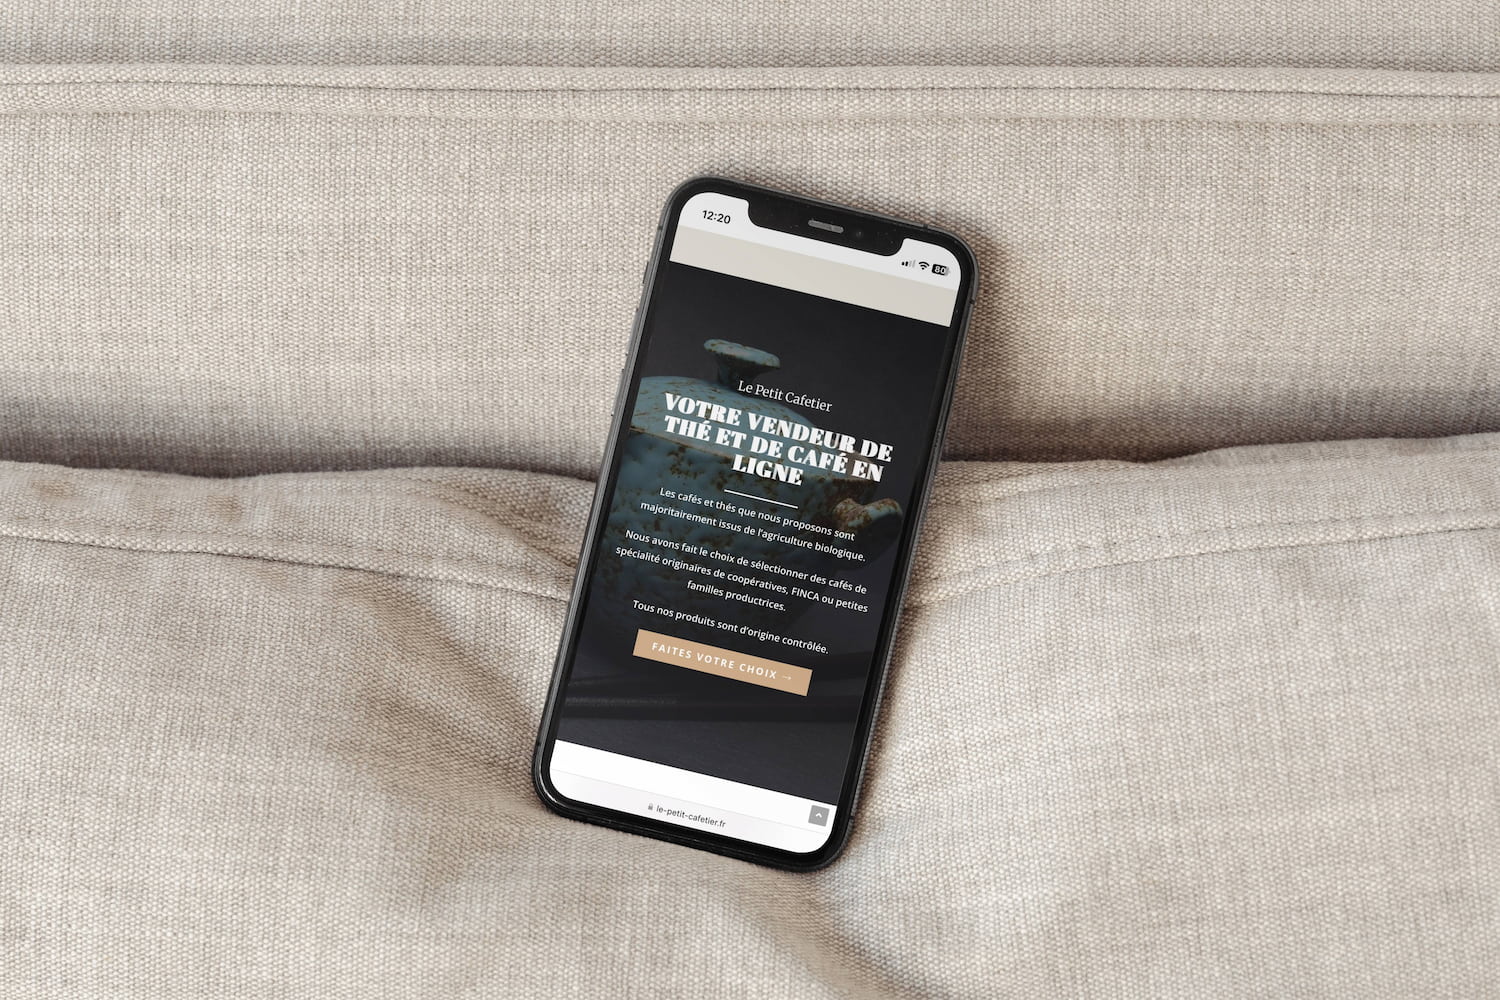 12:20
80
Le Petit Cafetier
VOTRE VENDEUR DE
THÉ ET DE CAFÉ EN
LIGNE
Les cafés et thés que nous proposons sont
majoritairement issus de l'agriculture biologique.
Nous avons fait le choix de sélectionner des cafés de
spécialité originaires de coopératives, FINCA ou petites
familles productrices.
Tous nos produits sont d'origine contrôlée.
FAITES VOTRE CHOIX →
le-petit-cafetier.fr